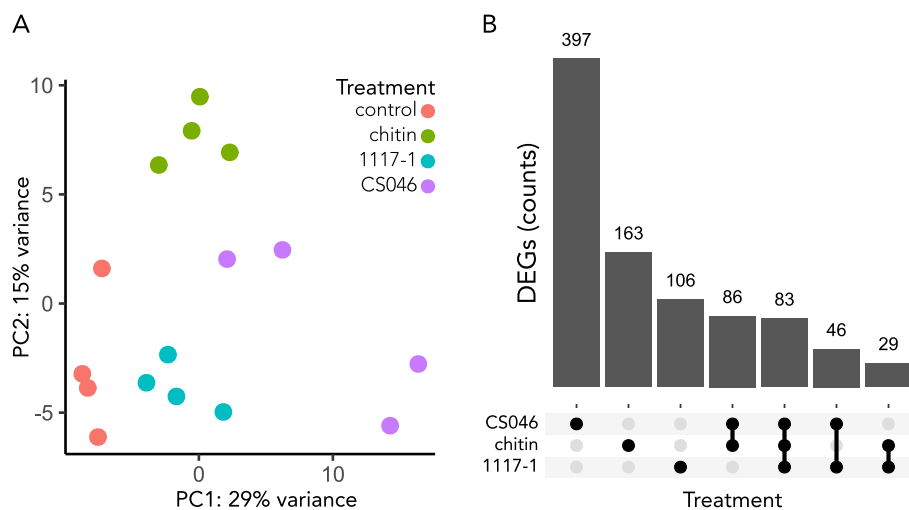 A
Treatment
control
chitin
1117-1
CS046
10
5
0
-5
PC2: 15% variance
0
10
PC1: 29% variance
B
397
163
106
86
83
46
29
DEGs (counts)
CS046
chitin
1117-1
Treatment